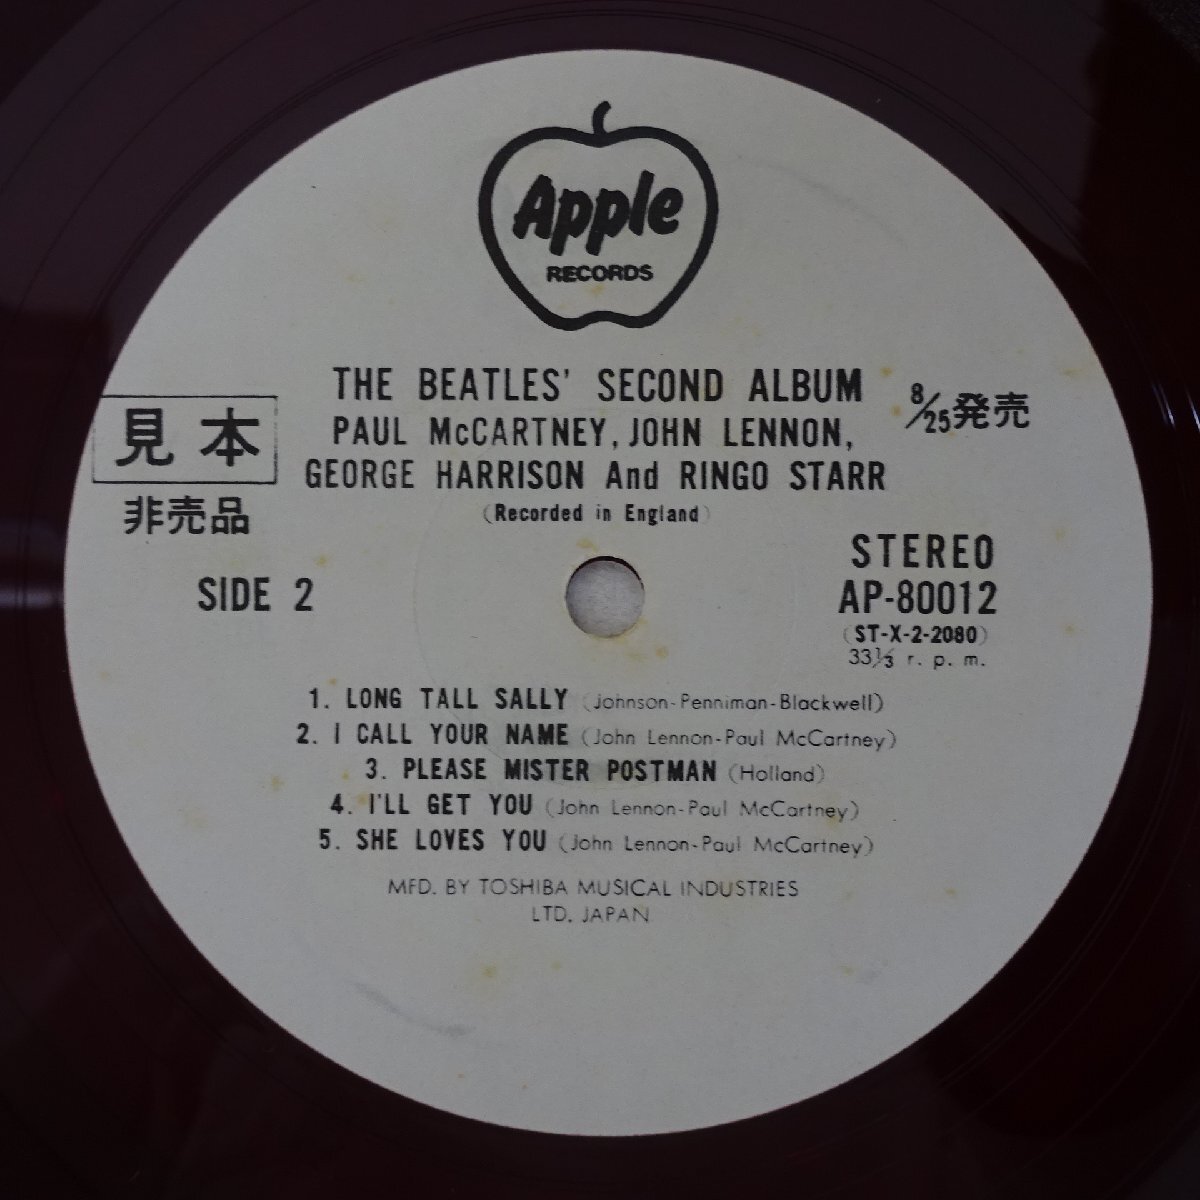 Apple
RECORDS
THE BEATLES' SECOND ALBUM
PAUL McCARTNEY, JOHN LENNON,
GEORGE HARRISON And RINGO STARR
(Recorded in England)
見本
非売品
8/25発売
SIDE 2
STEREO
AP-80012
(ST-X-2-2080)
33⅓ r. p. m.
1. LONG TALL SALLY (Johnson-Penniman-Blackwell)
2. I CALL YOUR NAME (John Lennon-Paul McCartney)
3. PLEASE MISTER POSTMAN (Holland)
4. I'LL GET YOU (John Lennon-Paul McCartney)
5. SHE LOVES YOU (John Lennon-Paul McCartney)
MFD. BY TOSHIBA MUSICAL INDUSTRIES
LTD. JAPAN